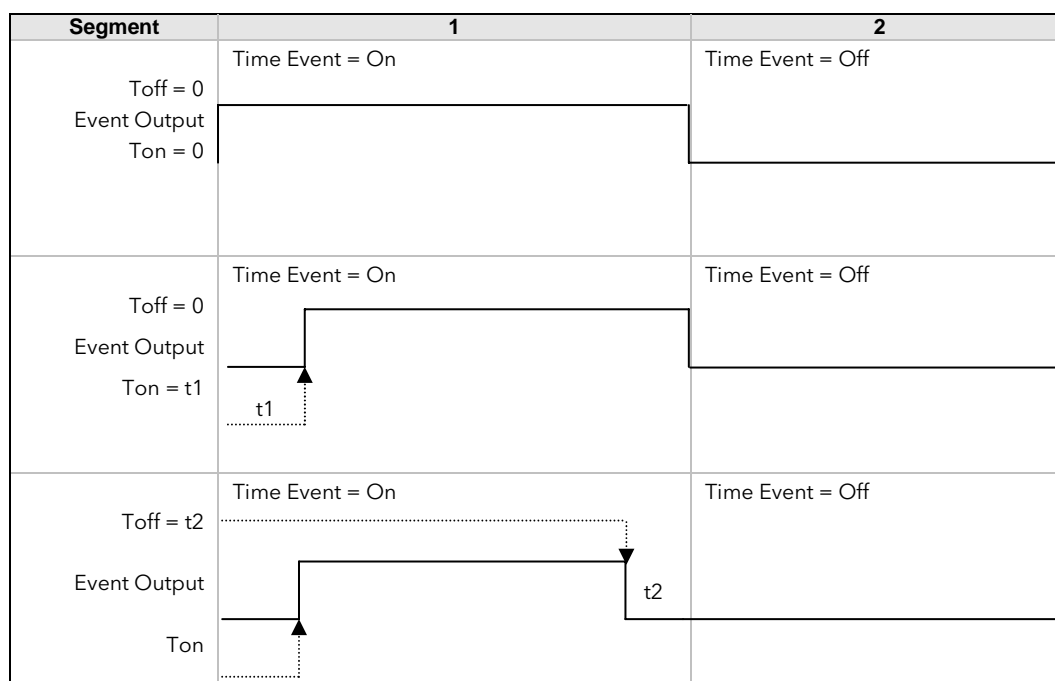 Segment 1 2
Time Event = On Time Event = Off
Toff = 0
Event Output
Ton = 0
Time Event = On Time Event = Off
Toff = 0
Event Output
Ton = t1
t1
Time Event = On Time Event = Off
Toff = t2
Event Output
t2
Ton